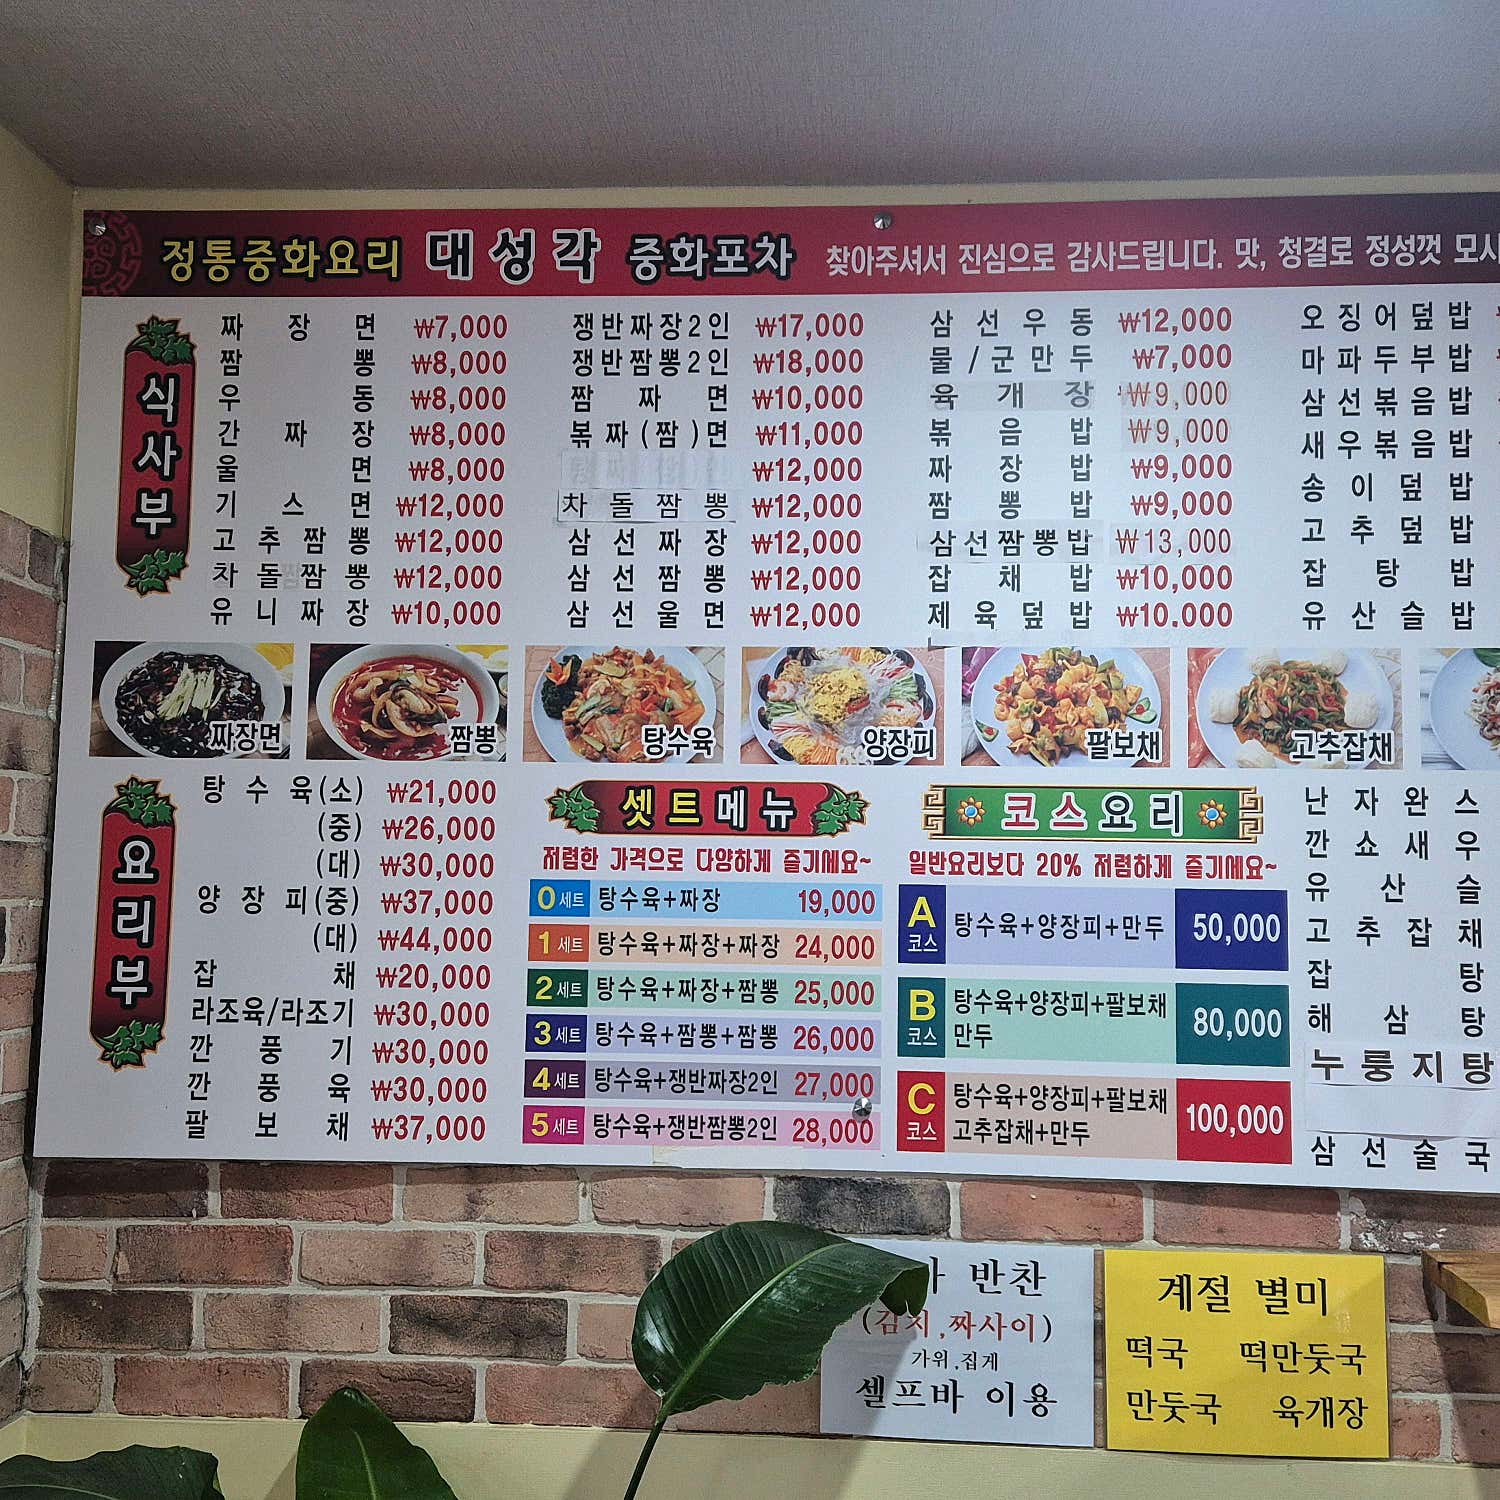 정통중화요리 대성각 중화포차 찾아주셔서 진심으로 감사드립니다. 맛, 청결로 정성껏 모시
식사부
짜장면 ₩7,000
짬뽕 ₩8,000
우동 ₩8,000
간짜장 ₩8,000
울면 ₩8,000
기스면 ₩12,000
고추짬뽕 ₩12,000
차돌짬뽕 ₩12,000
유니짜장 ₩10,000
쟁반짜장2인 ₩17,000
쟁반짬뽕2인 ₩18,000
짬짜면 ₩10,000
볶짜(짬)면 ₩11,000
₩12,000
차돌짬뽕 ₩12,000
삼선짜장 ₩12,000
삼선짬뽕 ₩12,000
삼선울면 ₩12,000
삼선우동 ₩12,000
물/군만두 ₩7,000
육개장 ₩9,000
볶음밥 ₩9,000
짜장밥 ₩9,000
짬뽕밥 ₩9,000
삼선짬뽕밥 ₩13,000
잡채밥 ₩10,000
제육덮밥 ₩10.000
오징어덮밥
마파두부밥
삼선볶음밥
새우볶음밥
송이덮밥
고추덮밥
잡탕밥
유산슬밥
짜장면
짬뽕
탕수육
양장피
팔보채
고추잡채
요리부
탕수육(소) ₩21,000
(중) ₩26,000
(대) ₩30,000
양장피(중) ₩37,000
(대) ₩44,000
잡채 ₩20,000
라조육/라조기 ₩30,000
깐풍기 ₩30,000
깐풍육 ₩30,000
팔보채 ₩37,000
셋트메뉴
저렴한 가격으로 다양하게 즐기세요~
0세트 탕수육+짜장 19,000
1세트 탕수육+짜장+짜장 24,000
2세트 탕수육+짜장+짬뽕 25,000
3세트 탕수육+짬뽕+짬뽕 26,000
4세트 탕수육+쟁반짜장2인 27,000
5세트 탕수육+쟁반짬뽕2인 28,000
코스요리
일반요리보다 20% 저렴하게 즐기세요~
A코스 탕수육+양장피+만두 50,000
B코스 탕수육+양장피+팔보채 만두 80,000
C코스 탕수육+양장피+팔보채 고추잡채+만두 100,000
난자완스
깐쇼새우
유산슬
고추잡채
잡탕
해삼탕
누룽지탕
삼선술국
반찬
(김치,짜사이)
가위,집게
셀프바 이용
계절 별미
떡국 떡만둣국
만둣국 육개장